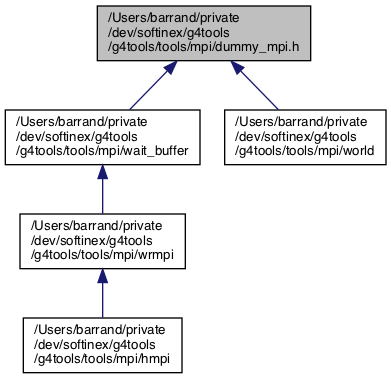 /Users/barrand/private
/dev/softinex/g4tools
/g4tools/tools/mpi/dummy_mpi.h
/Users/barrand/private
/dev/softinex/g4tools
/g4tools/tools/mpi/wait_buffer
/Users/barrand/private
/dev/softinex/g4tools
/g4tools/tools/mpi/world
/Users/barrand/private
/dev/softinex/g4tools
/g4tools/tools/mpi/wrmpi
/Users/barrand/private
/dev/softinex/g4tools
/g4tools/tools/mpi/hmpi